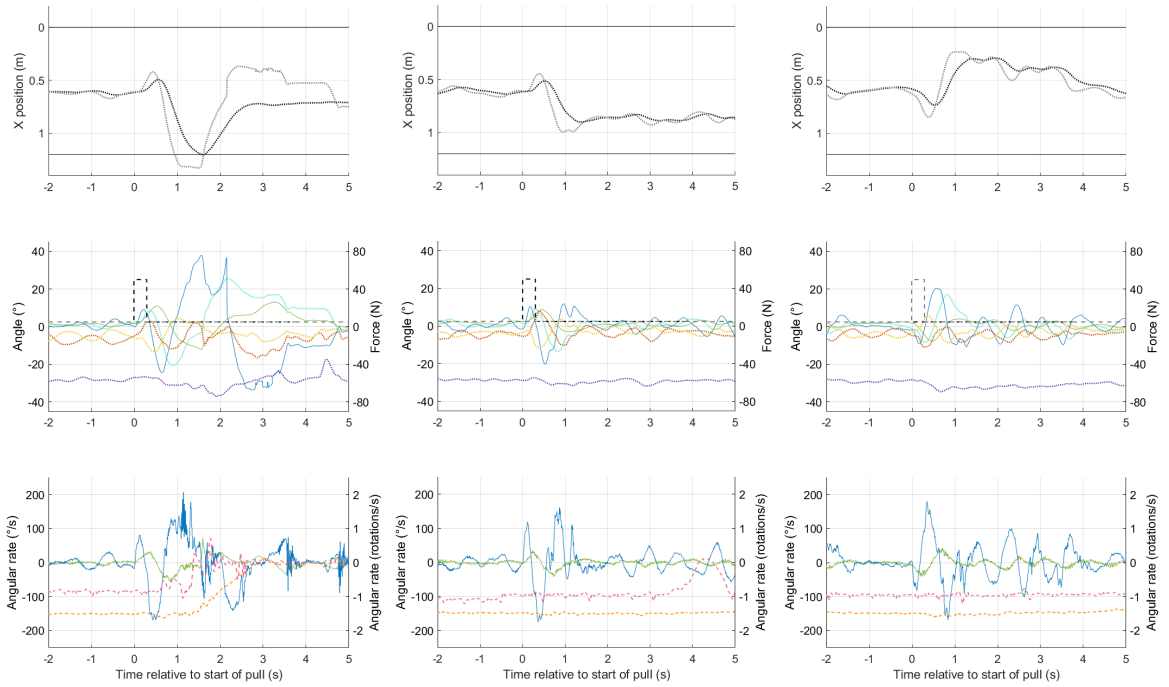 0
0.5
1
X position (m)
-2 -1 0 1 2 3 4 5
0
0.5
1
X position (m)
-2 -1 0 1 2 3 4 5
0
0.5
1
X position (m)
-2 -1 0 1 2 3 4 5
40
20
0
-20
-40
Angle (°)
80
40
0
-40
-80
Force (N)
-2 -1 0 1 2 3 4 5
40
20
0
-20
-40
Angle (°)
80
40
0
-40
-80
Force (N)
-2 -1 0 1 2 3 4 5
40
20
0
-20
-40
Angle (°)
80
40
0
-40
-80
Force (N)
-2 -1 0 1 2 3 4 5
200
100
0
-100
-200
Angular rate (°/s)
2
1
0
-1
-2
Angular rate (rotations/s)
-2 -1 0 1 2 3 4 5
Time relative to start of pull (s)
200
100
0
-100
-200
Angular rate (°/s)
2
1
0
-1
-2
Angular rate (rotations/s)
-2 -1 0 1 2 3 4 5
Time relative to start of pull (s)
200
100
0
-100
-200
Angular rate (°/s)
2
1
0
-1
-2
Angular rate (rotations/s)
-2 -1 0 1 2 3 4 5
Time relative to start of pull (s)